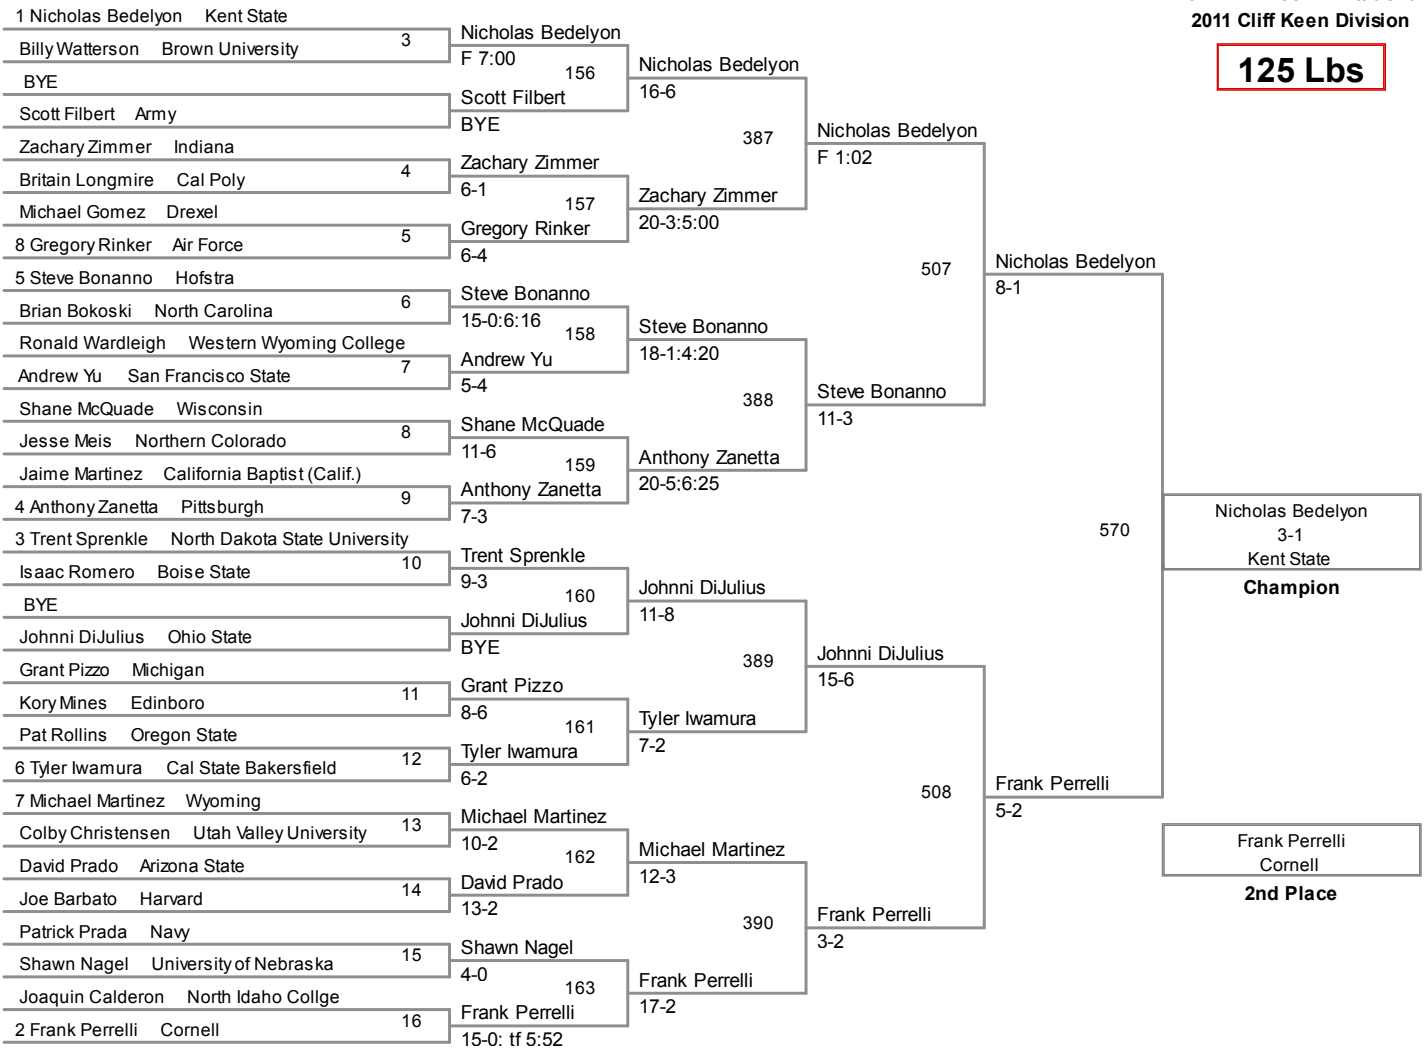 2011 Cliff Keen Division
125 Lbs
1 Nicholas Bedelyon Kent State
3
Billy Watterson Brown University
BYE
Scott Filbert Army
Zachary Zimmer Indiana
4
Britain Longmire Cal Poly
Michael Gomez Drexel
5
8 Gregory Rinker Air Force
5 Steve Bonanno Hofstra
6
Brian Bokoski North Carolina
Ronald Wardleigh Western Wyoming College
7
Andrew Yu San Francisco State
Shane McQuade Wisconsin
8
Jesse Meis Northern Colorado
Jaime Martinez California Baptist (Calif.)
9
4 Anthony Zanetta Pittsburgh
3 Trent Sprenkle North Dakota State University
10
Isaac Romero Boise State
BYE
Johnni DiJulius Ohio State
Grant Pizzo Michigan
11
Kory Mines Edinboro
Pat Rollins Oregon State
12
6 Tyler Iwamura Cal State Bakersfield
7 Michael Martinez Wyoming
13
Colby Christensen Utah Valley University
David Prado Arizona State
14
Joe Barbato Harvard
Patrick Prada Navy
15
Shawn Nagel University of Nebraska
Joaquin Calderon North Idaho Collge
16
2 Frank Perrelli Cornell
Nicholas Bedelyon
F 7:00
156
Scott Filbert
BYE
Zachary Zimmer
6-1
157
Gregory Rinker
6-4
Steve Bonanno
15-0:6:16
158
Andrew Yu
5-4
Shane McQuade
11-6
159
Anthony Zanetta
7-3
Trent Sprenkle
9-3
160
Johnni DiJulius
BYE
Grant Pizzo
8-6
161
Tyler Iwamura
6-2
Michael Martinez
10-2
162
David Prado
13-2
Shawn Nagel
4-0
163
Frank Perrelli
15-0: tf 5:52
Nicholas Bedelyon
16-6
387
Zachary Zimmer
20-3:5:00
Steve Bonanno
18-1:4:20
388
Anthony Zanetta
20-5:6:25
Johnni DiJulius
11-8
389
Tyler Iwamura
7-2
Michael Martinez
12-3
390
Frank Perrelli
17-2
Nicholas Bedelyon
F 1:02
507
Steve Bonanno
11-3
Johnni DiJulius
15-6
508
Frank Perrelli
3-2
Nicholas Bedelyon
8-1
570
Frank Perrelli
5-2
Nicholas Bedelyon
3-1
Kent State
Champion
Frank Perrelli
Cornell
2nd Place